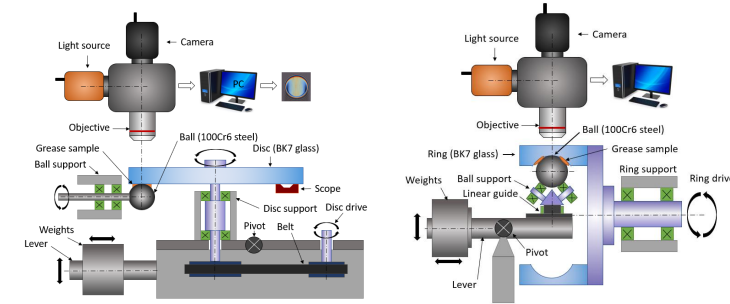 Camera
Light source
PC
Objective
Ball (100Cr6 steel)
Grease sample
Ball support
Disc (BK7 glass)
Scope
Disc support
Disc drive
Weights
Pivot
Belt
Lever
Camera
Light source
Objective
Ball (100Cr6 steel)
Grease sample
Ring (BK7 glass)
Ring support
Ball support
Weights
Linear guide
Ring drive
Pivot
Lever